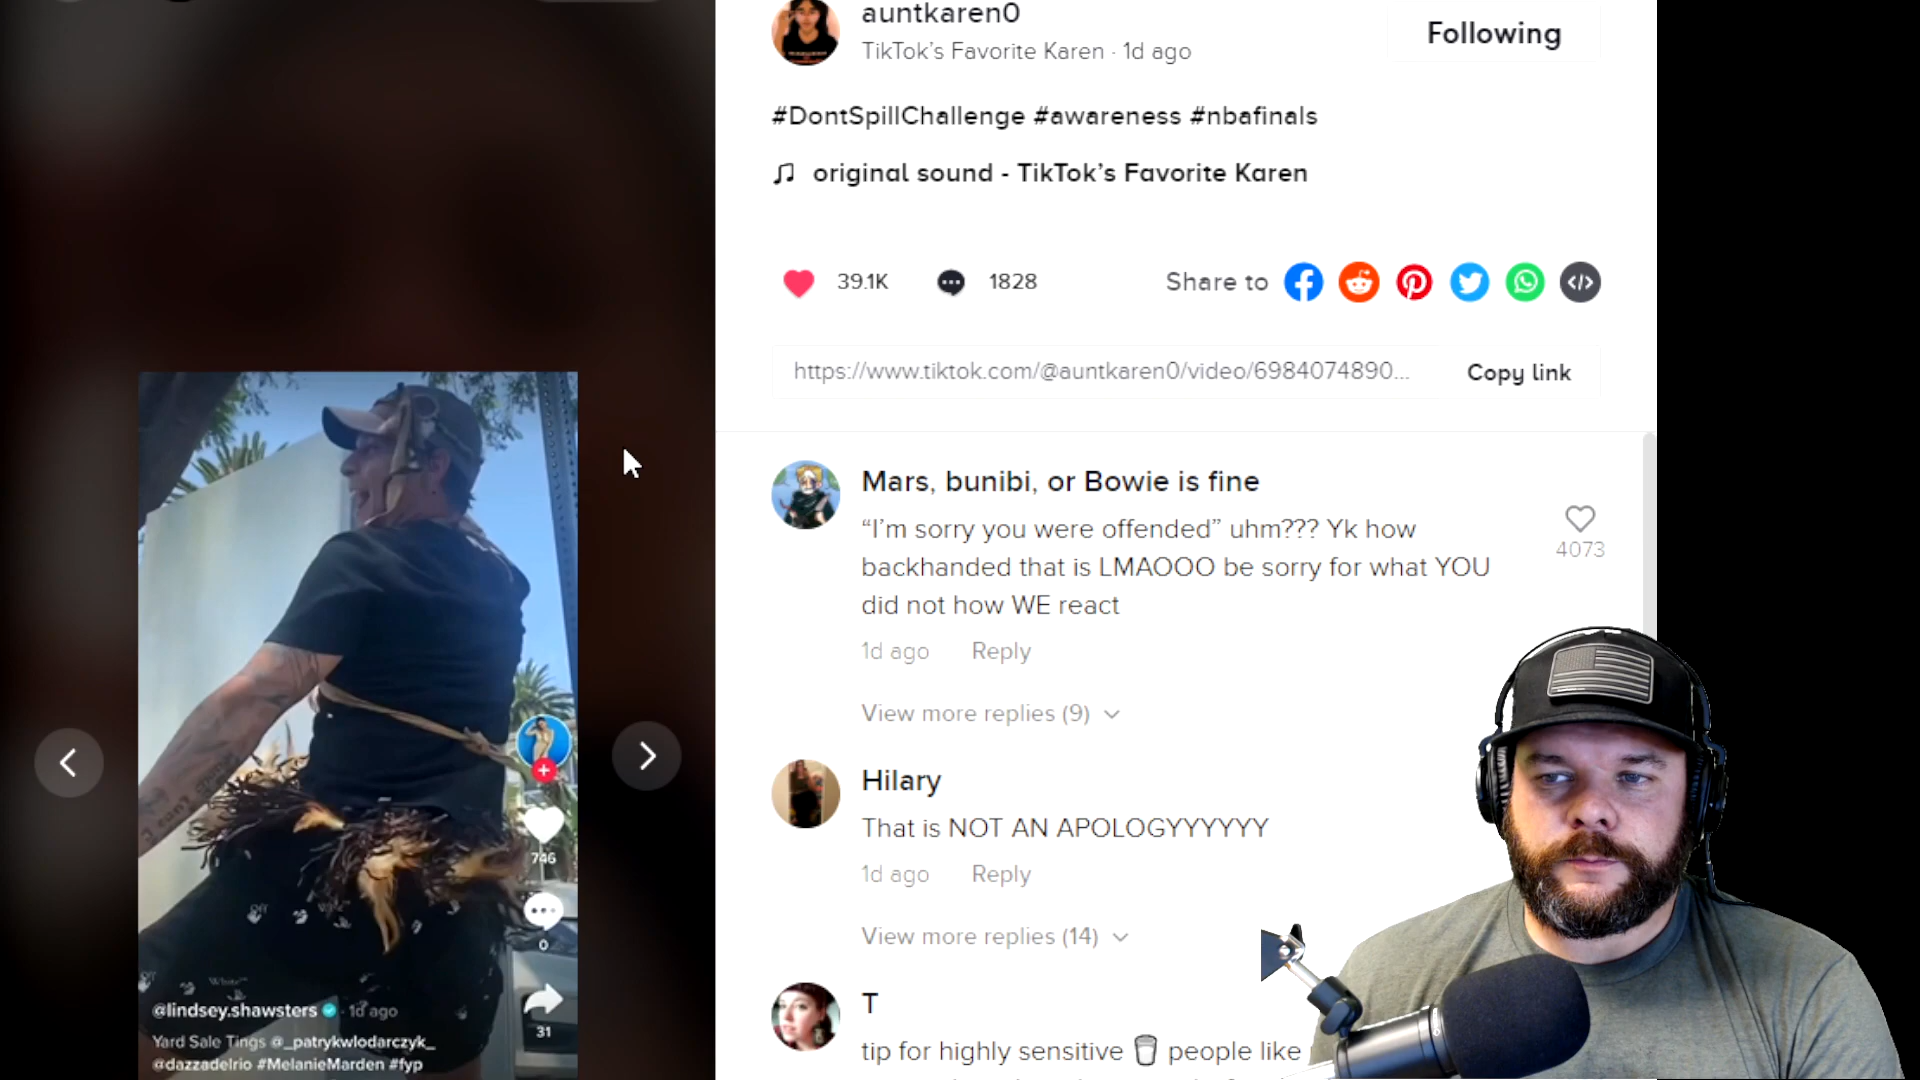 auntkaren0
TikTok's Favorite Karen · 1d ago
Following
#DontSpillChallenge #awareness #nbafinals
original sound - TikTok's Favorite Karen
39.1K
1828
Share to
https://www.tiktok.com/@auntkaren0/video/6984074890...
Copy link
Mars, bunibi, or Bowie is fine
“I'm sorry you were offended” uhm??? Yk how
backhanded that is LMAOOO be sorry for what YOU
did not how WE react
4073
1d ago
Reply
View more replies (9)
Hilary
That is NOT AN APOLOGYYYYYY
1d ago
Reply
View more replies (14)
T
tip for highly sensitive 🥛 people like
746
0
31
@lindsey.shawsters · 1d ago
Yard Sale Tings @_patrykwlodarczyk_
@dazzadelrio #MelanieMarden #fyp